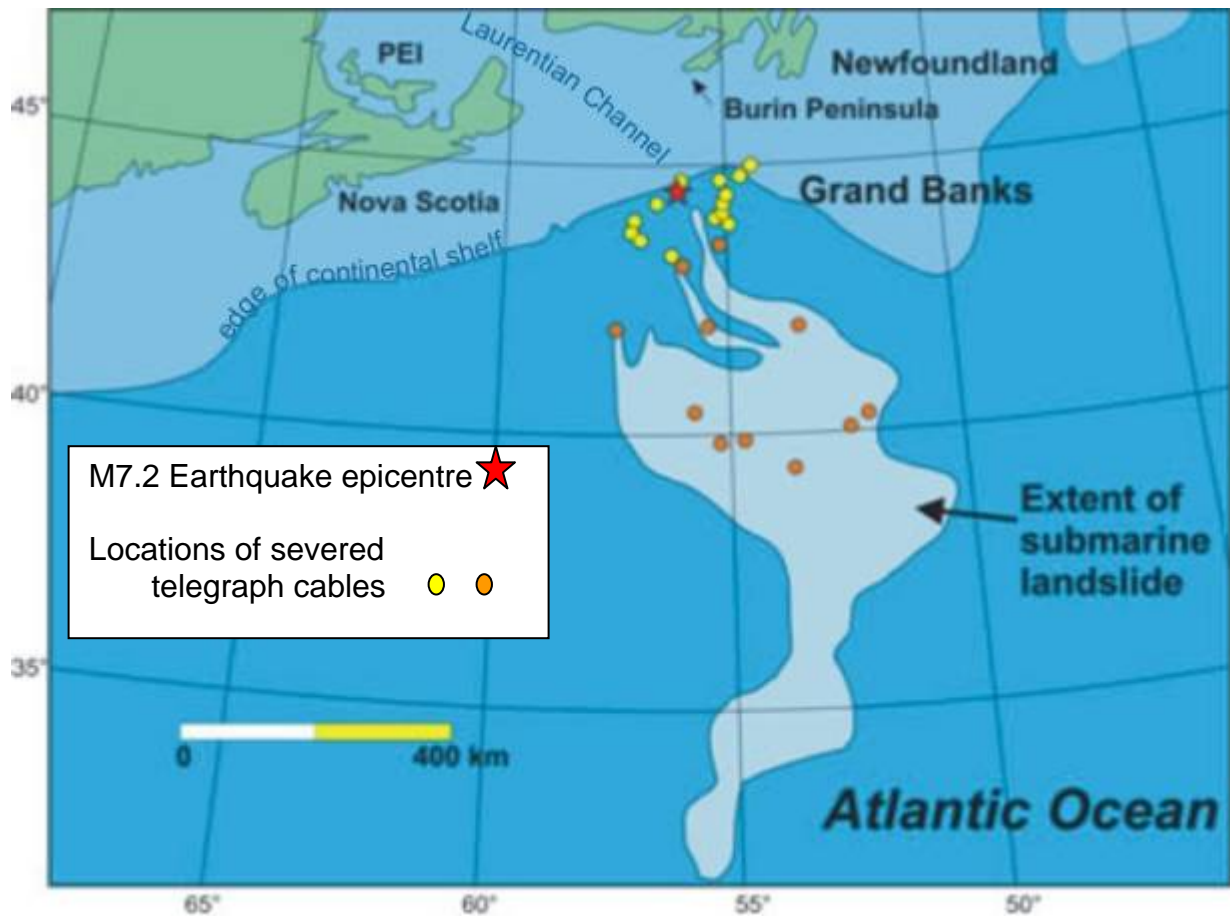 PEI
Laurentian Channel
Newfoundland
45°
Burin Peninsula
Nova Scotia
Grand Banks
edge of continental shelf
40°
M7.2 Earthquake epicentre
Locations of severed
telegraph cables
Extent of
submarine
landslide
35°
0
400 km
Atlantic Ocean
65°
60°
55°
50°